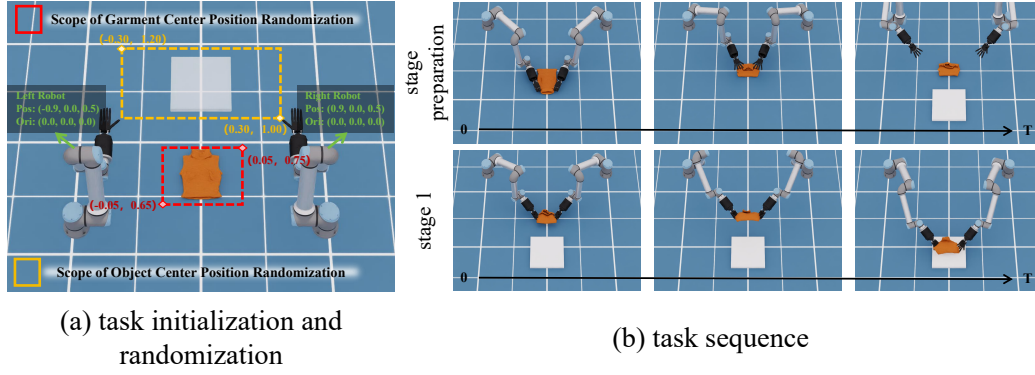 Scope of Garment Center Position Randomization
(-0.30, 1.20)
Left Robot
Pos: (-0.9, 0.0, 0.5)
Ori: (0.0, 0.0, 0.0)
Right Robot
Pos: (0.9, 0.0, 0.5)
Ori: (0.0, 0.0, 0.0)
(0.30, 1.00)
(0.05, 0.75)
(-0.05, 0.65)
Scope of Object Center Position Randomization
(a) task initialization and
randomization
stage
preparation
0
T
stage 1
0
T
(b) task sequence